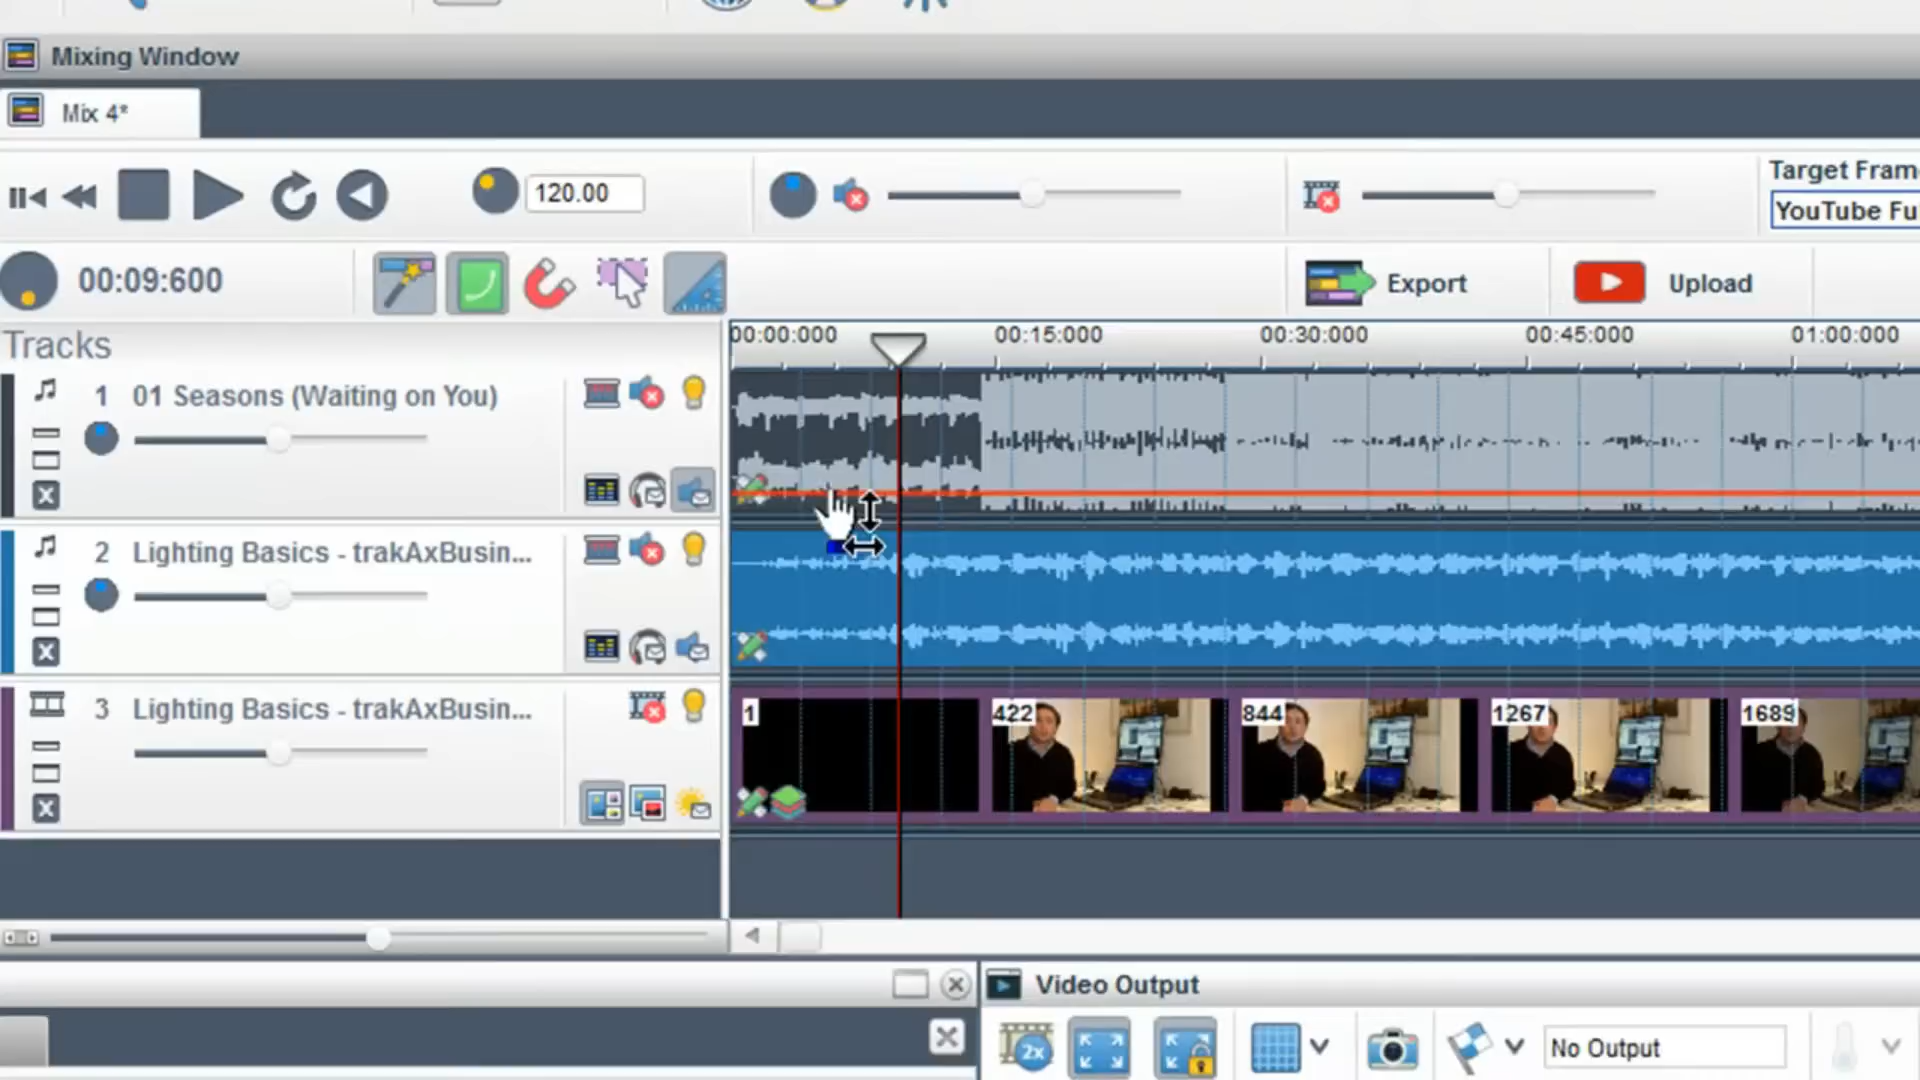 Mixing Window
Mix 4*
120.00
Target Fram
YouTube Fu
00:09:600
Export
Upload
Tracks
00:00:000 00:15:000 00:30:000 00:45:000 01:00:000
1 01 Seasons (Waiting on You)
2 Lighting Basics - trakAxBusin...
3 Lighting Basics - trakAxBusin...
1 422 844 1267 1689
Video Output
2x
No Output